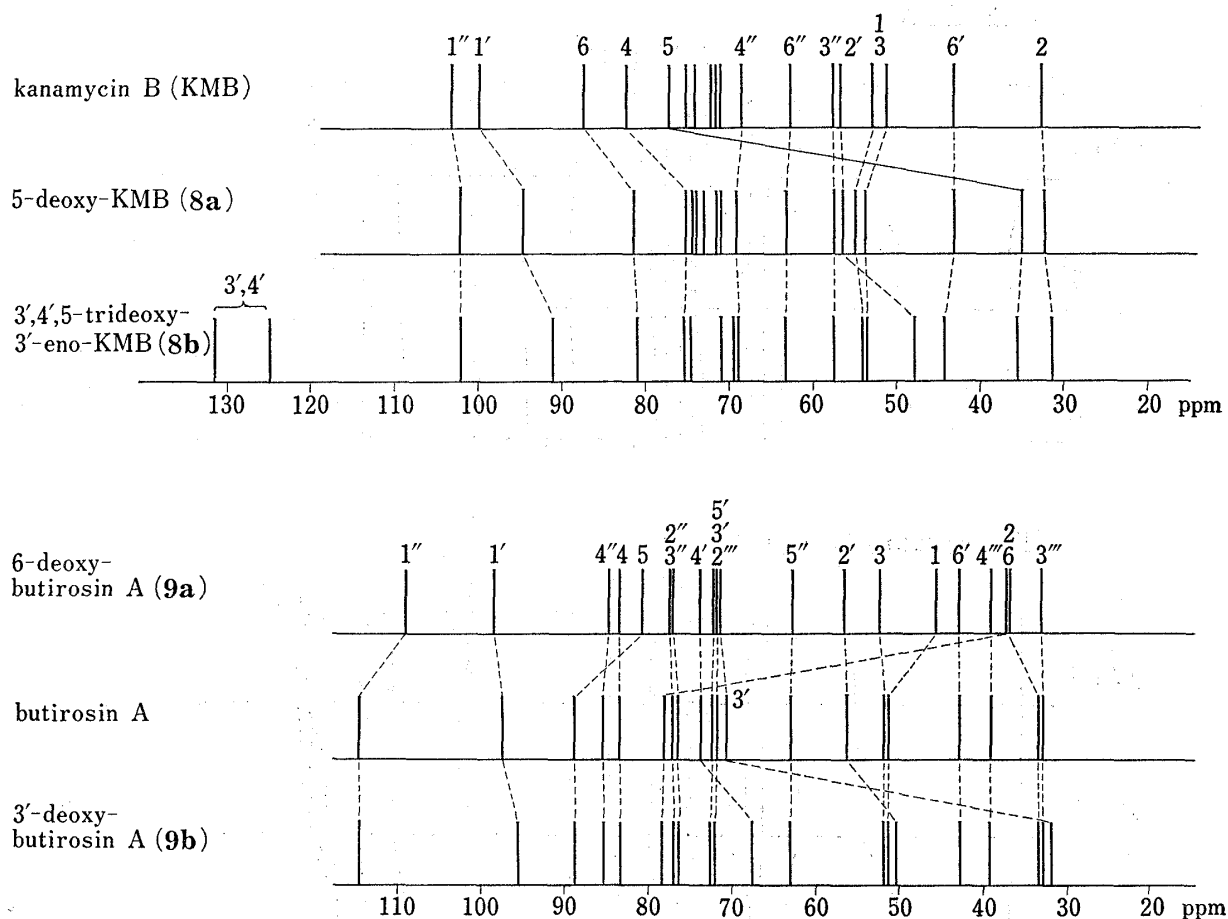 1
1″ 1′ 6 4 5 4″ 6″ 3″ 2′ 3 6′ 2
kanamycin B (KMB)
5-deoxy-KMB (8a)
3′,4′
3′,4′,5-trideoxy-
3′-eno-KMB (8b)
130 120 110 100 90 80 70 60 50 40 30 20 ppm
5′
2″ 3′ 2
1″ 1′ 4″ 4 5 3″ 4′ 2‴ 5″ 2′ 3 1 6′ 4‴ 6 3‴
6-deoxy-
butirosin A (9a)
3′
butirosin A
3′-deoxy-
butirosin A (9b)
110 100 90 80 70 60 50 40 30 20 ppm